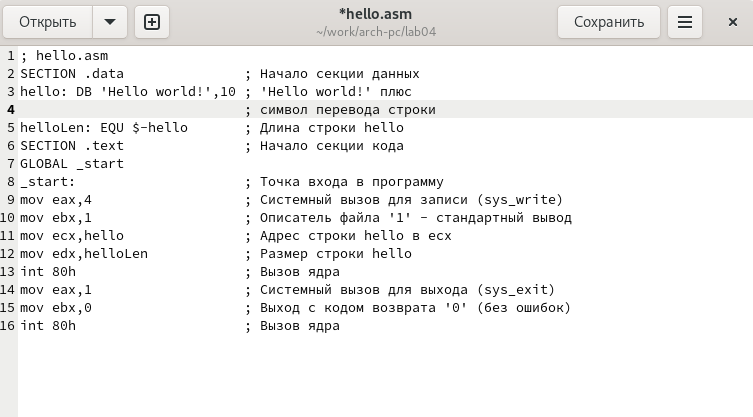 Открыть
*hello.asm
~/work/arch-pc/lab04
Сохранить
1 ; hello.asm
2 SECTION .data ; Начало секции данных
3 hello: DB 'Hello world!',10 ; 'Hello world!' плюс
4 ; символ перевода строки
5 helloLen: EQU $-hello ; Длина строки hello
6 SECTION .text ; Начало секции кода
7 GLOBAL _start
8 _start: ; Точка входа в программу
9 mov eax,4 ; Системный вызов для записи (sys_write)
10 mov ebx,1 ; Описатель файла '1' - стандартный вывод
11 mov ecx,hello ; Адрес строки hello в ecx
12 mov edx,helloLen ; Размер строки hello
13 int 80h ; Вызов ядра
14 mov eax,1 ; Системный вызов для выхода (sys_exit)
15 mov ebx,0 ; Выход с кодом возврата '0' (без ошибок)
16 int 80h ; Вызов ядра